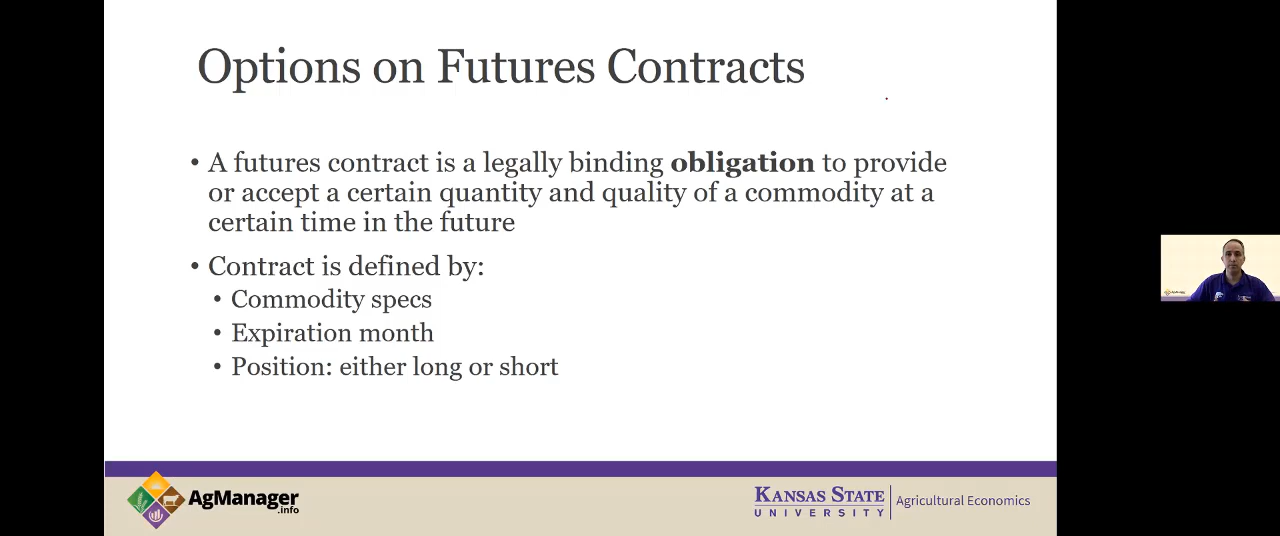 Options on Futures Contracts
• A futures contract is a legally binding obligation to provide
or accept a certain quantity and quality of a commodity at a
certain time in the future
• Contract is defined by:
• Commodity specs
• Expiration month
• Position: either long or short
AgManager
.info
KANSAS STATE
UNIVERSITY
Agricultural Economics